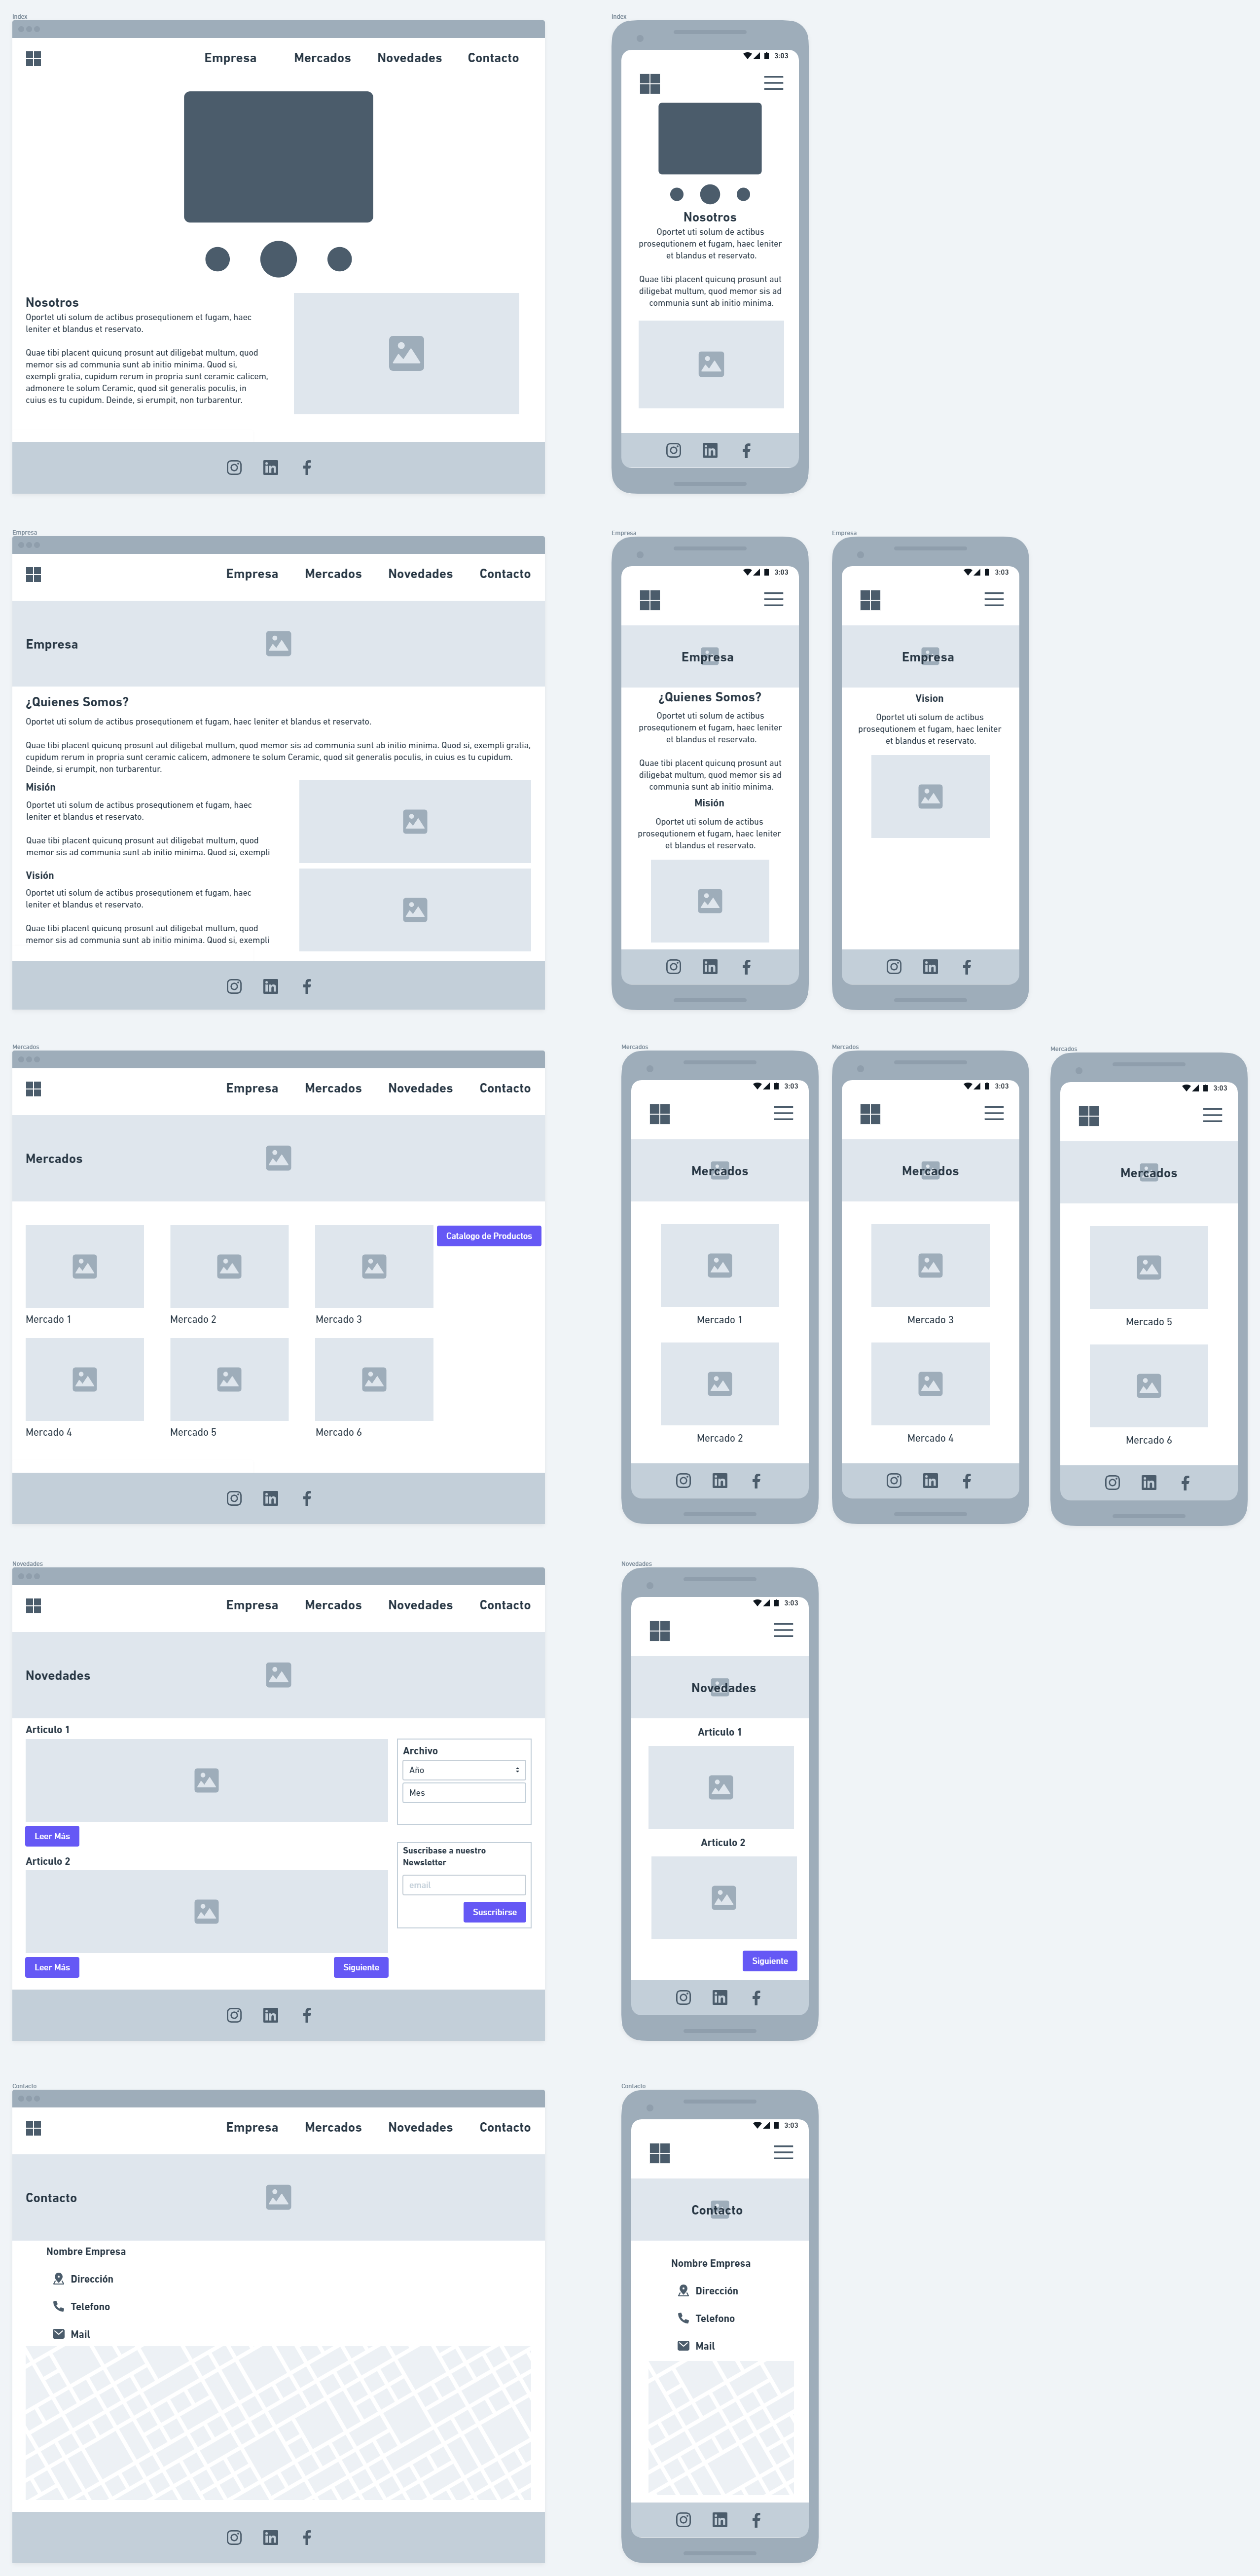 Index
Empresa Mercados Novedades Contacto
Nosotros
Oportet uti solum de actibus prosequtionem et fugam, haec
leniter et blandus et reservato.
Quae tibi placent quicunq prosunt aut diligebat multum, quod
memor sis ad communia sunt ab initio minima. Quod si,
exempli gratia, cupidum rerum in propria sunt ceramic calicem,
admonere te solum Ceramic, quod sit generalis poculis, in
cuius es tu cupidum. Deinde, si erumpit, non turbarentur.
Index
3:03
Nosotros
Oportet uti solum de actibus
prosequtionem et fugam, haec leniter
et blandus et reservato.
Quae tibi placent quicunq prosunt aut
diligebat multum, quod memor sis ad
communia sunt ab initio minima.
Empresa
Empresa Mercados Novedades Contacto
Empresa
¿Quienes Somos?
Oportet uti solum de actibus prosequtionem et fugam, haec leniter et blandus et reservato.
Quae tibi placent quicunq prosunt aut diligebat multum, quod memor sis ad communia sunt ab initio minima. Quod si, exempli gratia,
cupidum rerum in propria sunt ceramic calicem, admonere te solum Ceramic, quod sit generalis poculis, in cuius es tu cupidum.
Deinde, si erumpit, non turbarentur.
Misión
Oportet uti solum de actibus prosequtionem et fugam, haec
leniter et blandus et reservato.
Quae tibi placent quicunq prosunt aut diligebat multum, quod
memor sis ad communia sunt ab initio minima. Quod si, exempli
Visión
Oportet uti solum de actibus prosequtionem et fugam, haec
leniter et blandus et reservato.
Quae tibi placent quicunq prosunt aut diligebat multum, quod
memor sis ad communia sunt ab initio minima. Quod si, exempli
Empresa
3:03
Empresa
¿Quienes Somos?
Oportet uti solum de actibus
prosequtionem et fugam, haec leniter
et blandus et reservato.
Quae tibi placent quicunq prosunt aut
diligebat multum, quod memor sis ad
communia sunt ab initio minima.
Misión
Oportet uti solum de actibus
prosequtionem et fugam, haec leniter
et blandus et reservato.
Empresa
3:03
Empresa
Vision
Oportet uti solum de actibus
prosequtionem et fugam, haec leniter
et blandus et reservato.
Mercados
Empresa Mercados Novedades Contacto
Mercados
Catalogo de Productos
Mercado 1 Mercado 2 Mercado 3
Mercado 4 Mercado 5 Mercado 6
Mercados
3:03
Mercados
Mercado 1
Mercado 2
Mercados
3:03
Mercados
Mercado 3
Mercado 4
Mercados
3:03
Mercados
Mercado 5
Mercado 6
Novedades
Empresa Mercados Novedades Contacto
Novedades
Articulo 1
Leer Más
Articulo 2
Leer Más Siguiente
Archivo
Año
Mes
Suscribase a nuestro
Newsletter
email
Suscribirse
Novedades
3:03
Novedades
Articulo 1
Articulo 2
Siguiente
Contacto
Empresa Mercados Novedades Contacto
Contacto
Nombre Empresa
Dirección
Telefono
Mail
Contacto
3:03
Contacto
Nombre Empresa
Dirección
Telefono
Mail